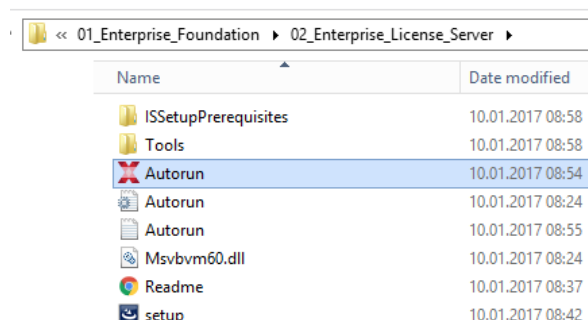 « 01_Enterprise_Foundation ▸ 02_Enterprise_License_Server ▸
Name Date modified
ISSetupPrerequisites 10.01.2017 08:58
Tools 10.01.2017 08:58
Autorun 10.01.2017 08:54
Autorun 10.01.2017 08:24
Autorun 10.01.2017 08:55
Msvbvm60.dll 10.01.2017 08:24
Readme 10.01.2017 08:37
setup 10.01.2017 08:42